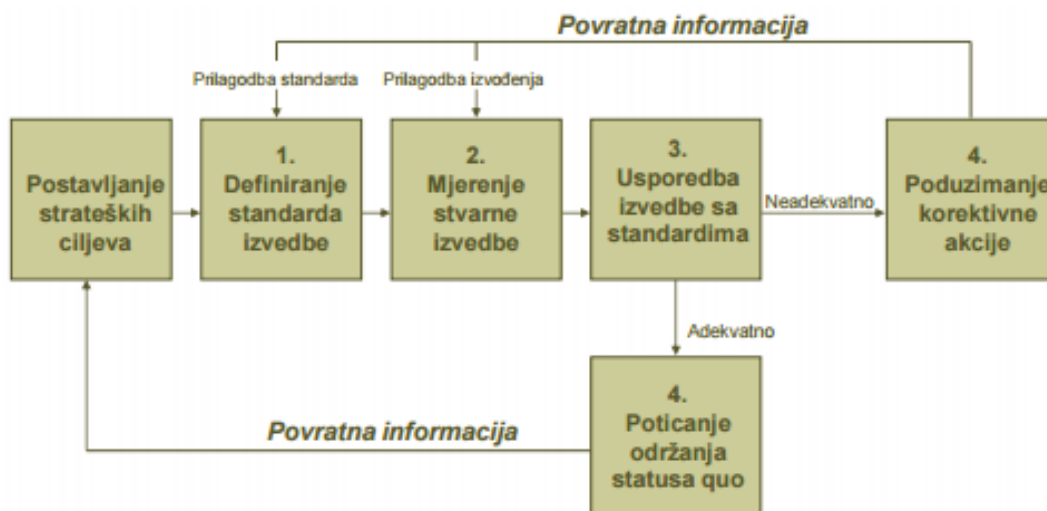 Povratna informacija
Prilagodba standarda
Prilagodba izvođenja
Postavljanje
strateških
ciljeva
1.
Definiranje
standarda
izvedbe
2.
Mjerenje
stvarne
izvedbe
3.
Usporedba
izvedbe sa
standardima
Neadekvatno
4.
Poduzimanje
korektivne
akcije
Adekvatno
4.
Poticanje
održanja
statusa quo
Povratna informacija